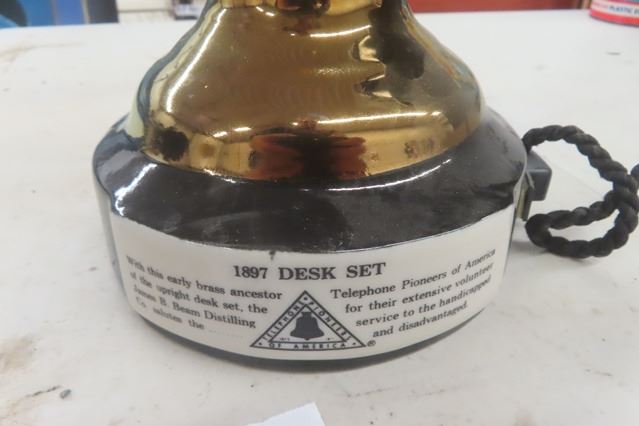 1897 DESK SET
With this early brass ancestor
of the upright desk set, the
James B. Beam Distilling
Co salutes the
TELEPHONE PIONEERS
OF AMERICA
®
Telephone Pioneers of America
for their extensive volunteer
service to the handicapped
and disadvantaged.
PLASTIC